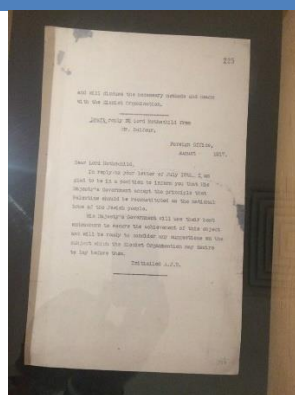 and will discuss the necessary methods and means
with the Zionist Organisation.
Draft reply to Lord Rothschild from
Mr. Balfour.
Foreign Office,
August 1917.
Dear Lord Rothschild,
In reply to your letter of July 18th, I am
glad to be in a position to inform you that His
Majesty's Government accept the principle that
Palestine should be reconstituted as the national
home of the Jewish people.
His Majesty's Government will use their best
endeavours to secure the achievement of this object
and will be ready to consider any suggestions on the
subject which the Zionist Organisation may desire
to lay before them.
Initialled A.J.B.